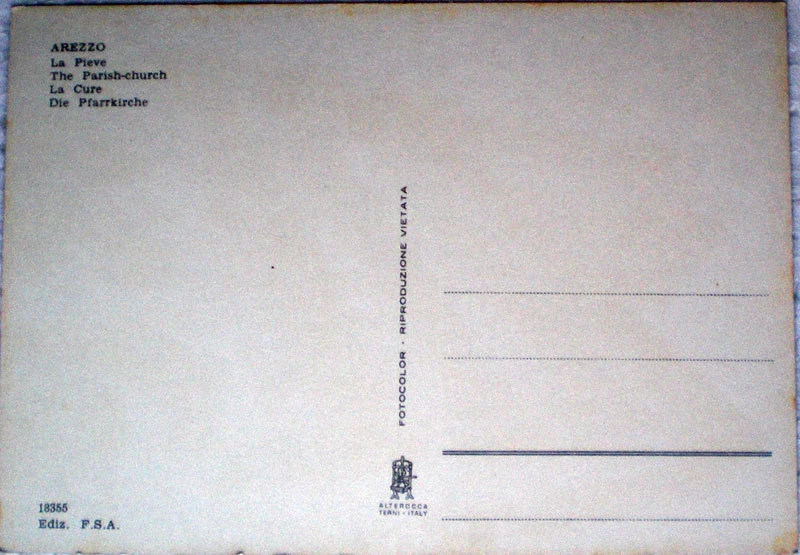 AREZZO
La Pieve
The Parish-church
La Cure
Die Pfarrkirche
FOTOCOLOR - RIPRODUZIONE VIETATA
ALTEROCCA
TERNI - ITALY
18355
Ediz. F.S.A.